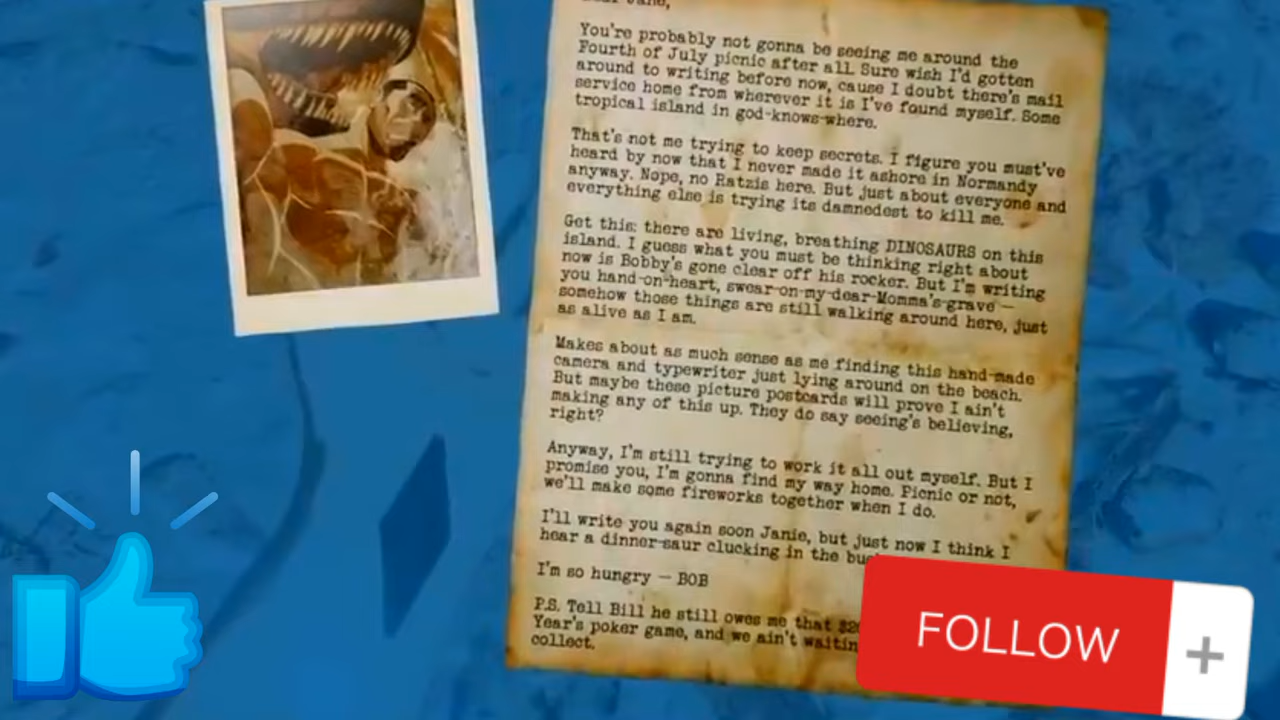 Dear Jane,
You're probably not gonna be seeing me around the
Fourth of July picnic after all. Sure wish I'd gotten
around to writing before now, cause I doubt there's mail
service home from wherever it is I've found myself. Some
tropical island in god-knows-where.
That's not me trying to keep secrets. I figure you must've
heard by now that I never made it ashore in Normandy
anyway. Nope, no Ratzis here. But just about everyone and
everything else is trying its damnedest to kill me.
Get this: there are living, breathing DINOSAURS on this
island. I guess what you must be thinking right about
now is Bobby's gone clear off his rocker. But I'm writing
you hand-on-heart, swear-on-my-dear-Momma's-grave —
somehow those things are still walking around here, just
as alive as I am.
Makes about as much sense as me finding this hand-made
camera and typewriter just lying around on the beach.
But maybe these picture postcards will prove I ain't
making any of this up. They do say seeing's believing,
right?
Anyway, I'm still trying to work it all out myself. But I
promise you, I'm gonna find my way home. Picnic or not,
we'll make some fireworks together when I do.
I'll write you again soon Janie, but just now I think I
hear a dinner-saur clucking in the
I'm so hungry — BOB
P.S. Tell Bill he still owes me that
Year's poker game, and we ain't
collect.
FOLLOW +